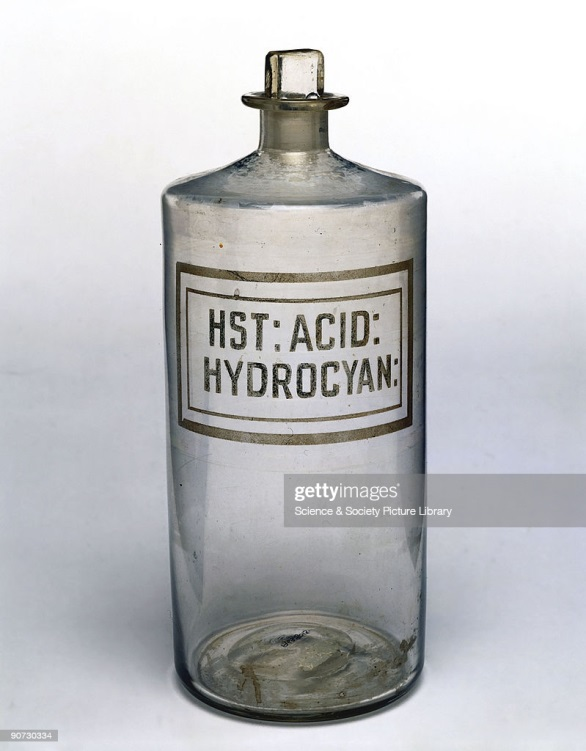 HST: ACID:
HYDROCYAN:
gettyimages®
Science & Society Picture Library
90730334